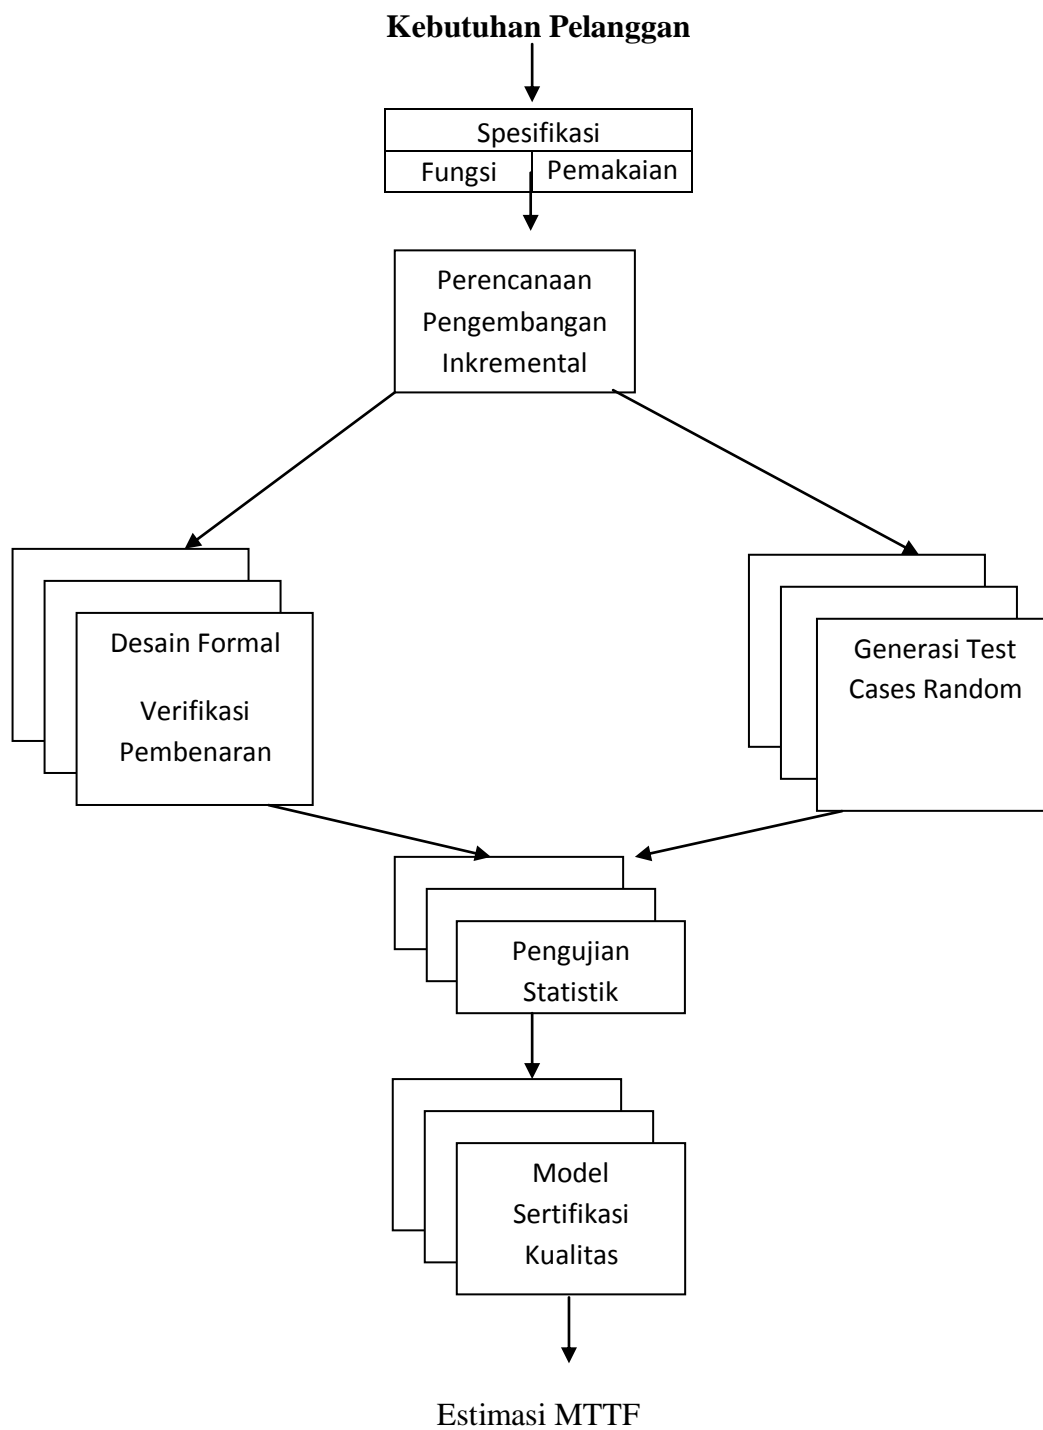 Kebutuhan Pelanggan
Spesifikasi
Fungsi
Pemakaian
Perencanaan
Pengembangan
Inkremental
Desain Formal
Verifikasi
Pembenaran
Generasi Test
Cases Random
Pengujian
Statistik
Model
Sertifikasi
Kualitas
Estimasi MTTF